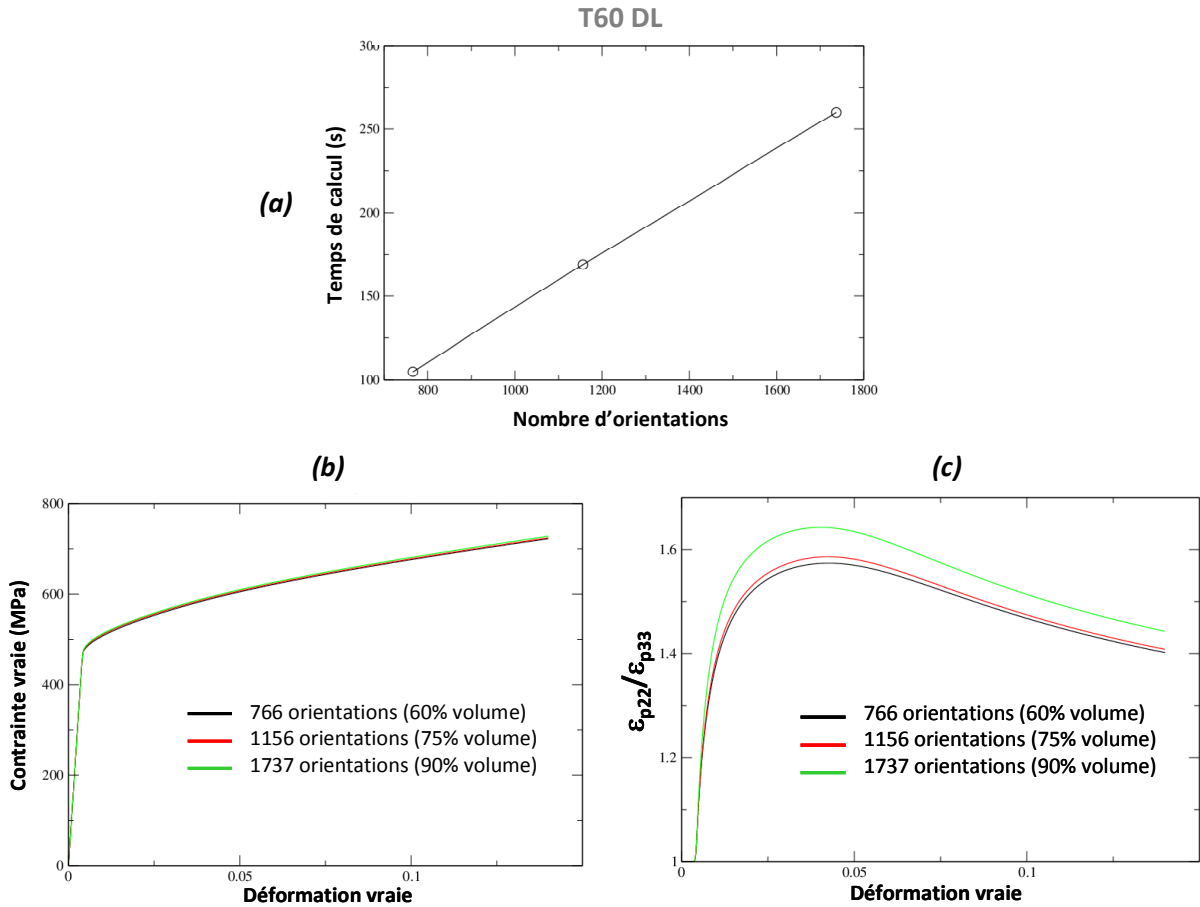 T60 DL
(a)
Temps de calcul (s)
300
250
200
150
100
800 1000 1200 1400 1600 1800
Nombre d’orientations
(b)
Contrainte vraie (MPa)
800
600
400
200
0
766 orientations (60% volume)
1156 orientations (75% volume)
1737 orientations (90% volume)
0 0.05 0.1
Déformation vraie
(c)
εp22/εp33
1.6
1.4
1.2
1
766 orientations (60% volume)
1156 orientations (75% volume)
1737 orientations (90% volume)
0 0.05 0.1
Déformation vraie